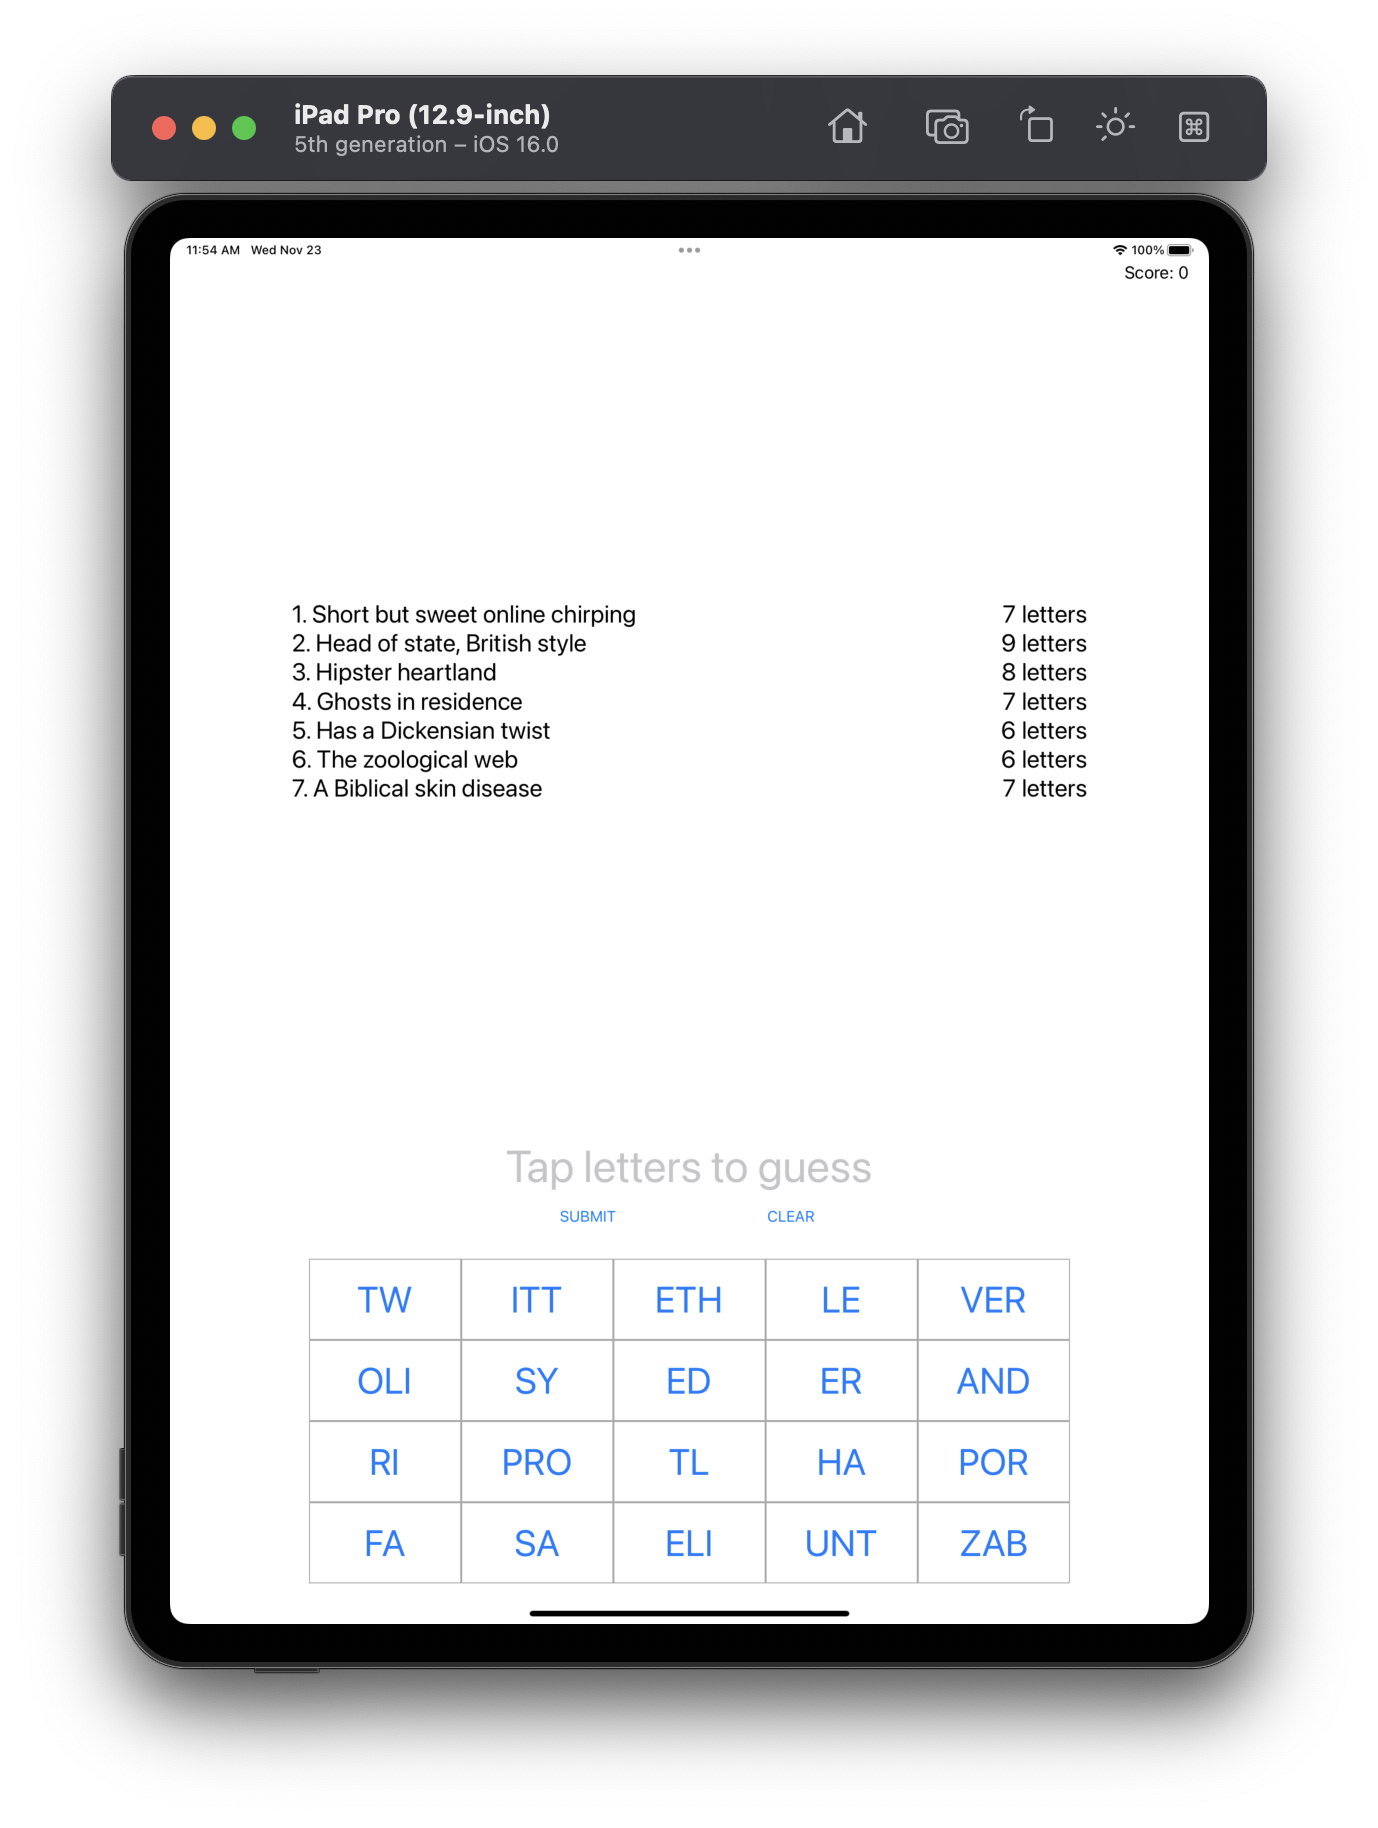 iPad Pro (12.9-inch)
5th generation – iOS 16.0
11:54 AM Wed Nov 23
100%
Score: 0
1. Short but sweet online chirping 7 letters
2. Head of state, British style 9 letters
3. Hipster heartland 8 letters
4. Ghosts in residence 7 letters
5. Has a Dickensian twist 6 letters
6. The zoological web 6 letters
7. A Biblical skin disease 7 letters
Tap letters to guess
SUBMIT CLEAR
TW ITT ETH LE VER
OLI SY ED ER AND
RI PRO TL HA POR
FA SA ELI UNT ZAB